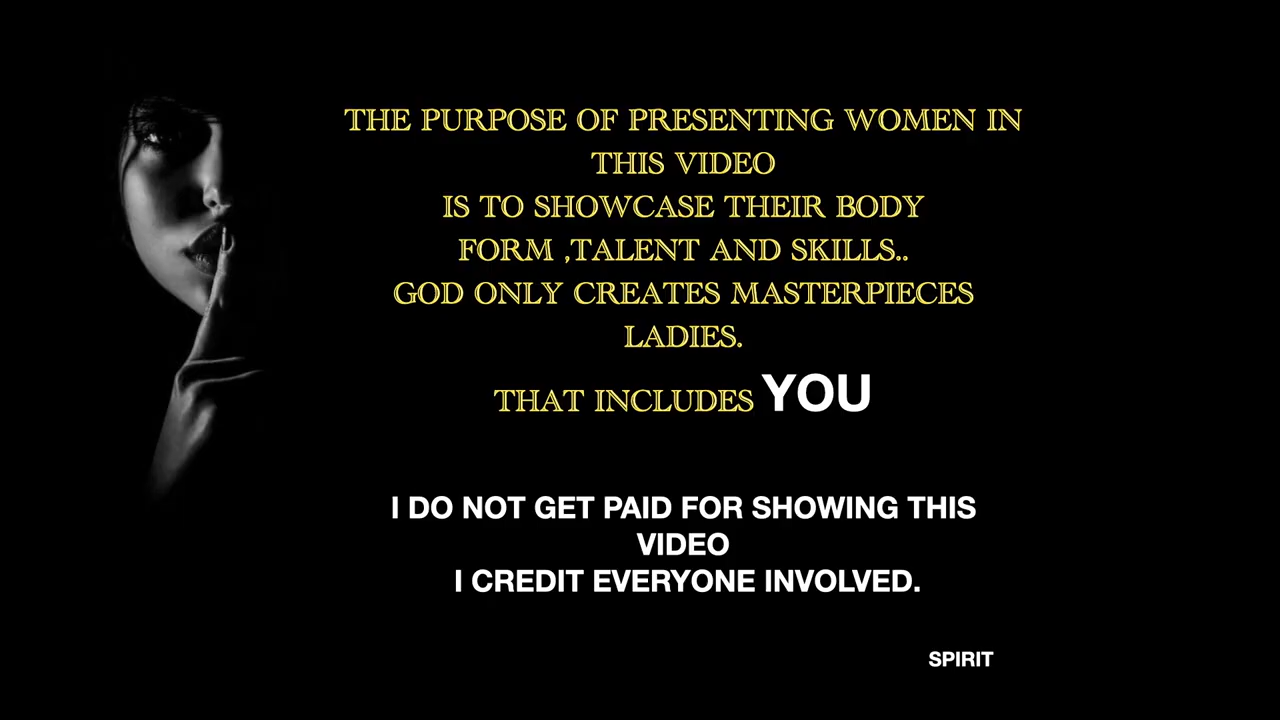 THE PURPOSE OF PRESENTING WOMEN IN
THIS VIDEO
IS TO SHOWCASE THEIR BODY
FORM ,TALENT AND SKILLS..
GOD ONLY CREATES MASTERPIECES
LADIES.
THAT INCLUDES YOU
I DO NOT GET PAID FOR SHOWING THIS
VIDEO
I CREDIT EVERYONE INVOLVED.
SPIRIT